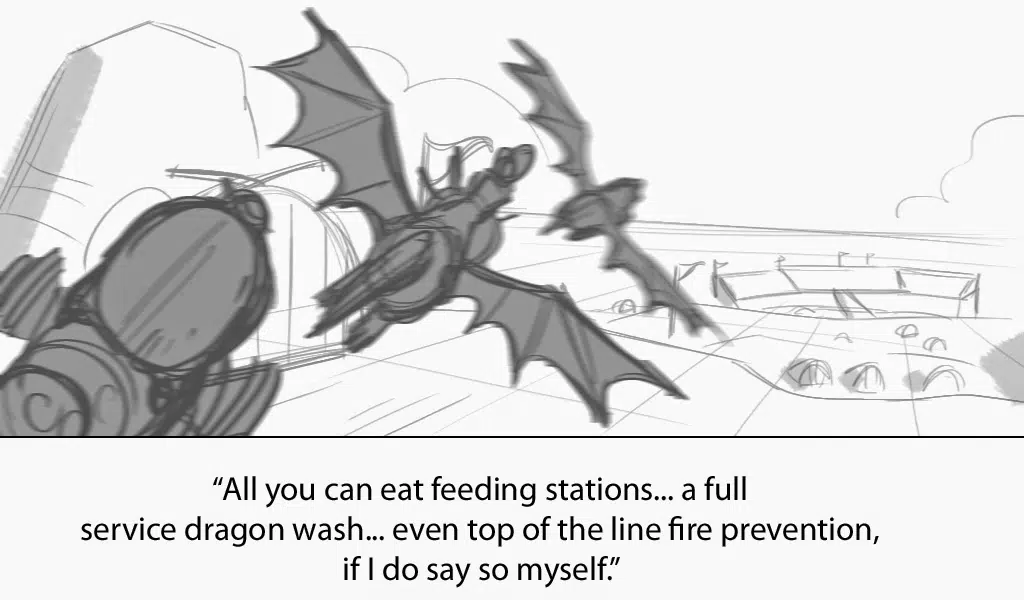 “All you can eat feeding stations... a full
service dragon wash... even top of the line fire prevention,
if I do say so myself.”